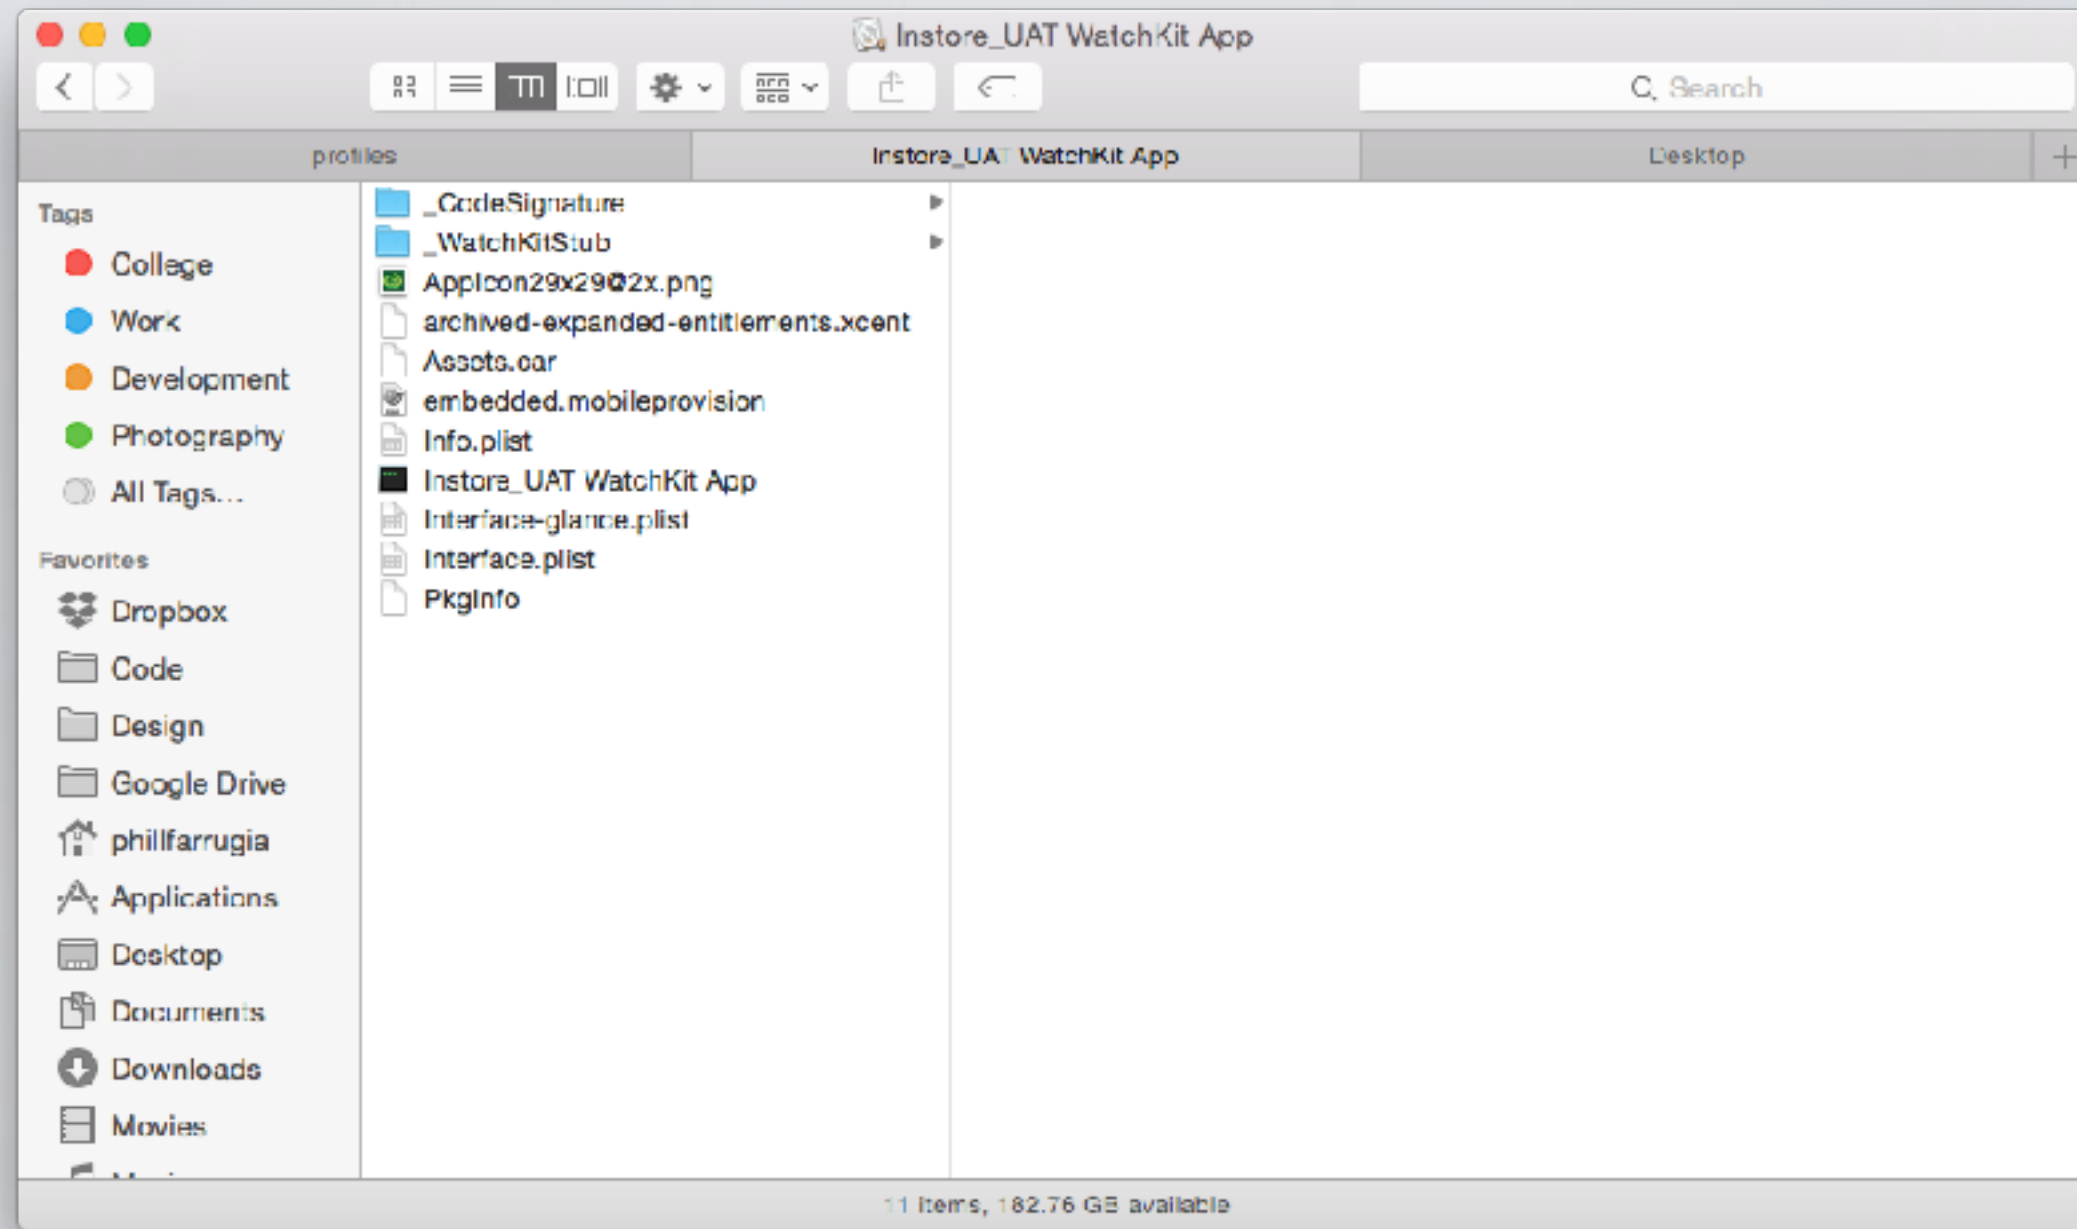 Instore_UAT WatchKit App
Search
profiles
Instore_UAT WatchKit App
Desktop
Tags
College
Work
Development
Photography
All Tags...
Favorites
Dropbox
Code
Design
Google Drive
phillfarrugia
Applications
Desktop
Documents
Downloads
Movies
_CodeSignature
_WatchKitStub
AppIcon29x29@2x.png
archived-expanded-entitlements.xcent
Assets.car
embedded.mobileprovision
Info.plist
Instore_UAT WatchKit App
Interface-glance.plist
Interface.plist
PkgInfo
11 items, 182.76 GB available